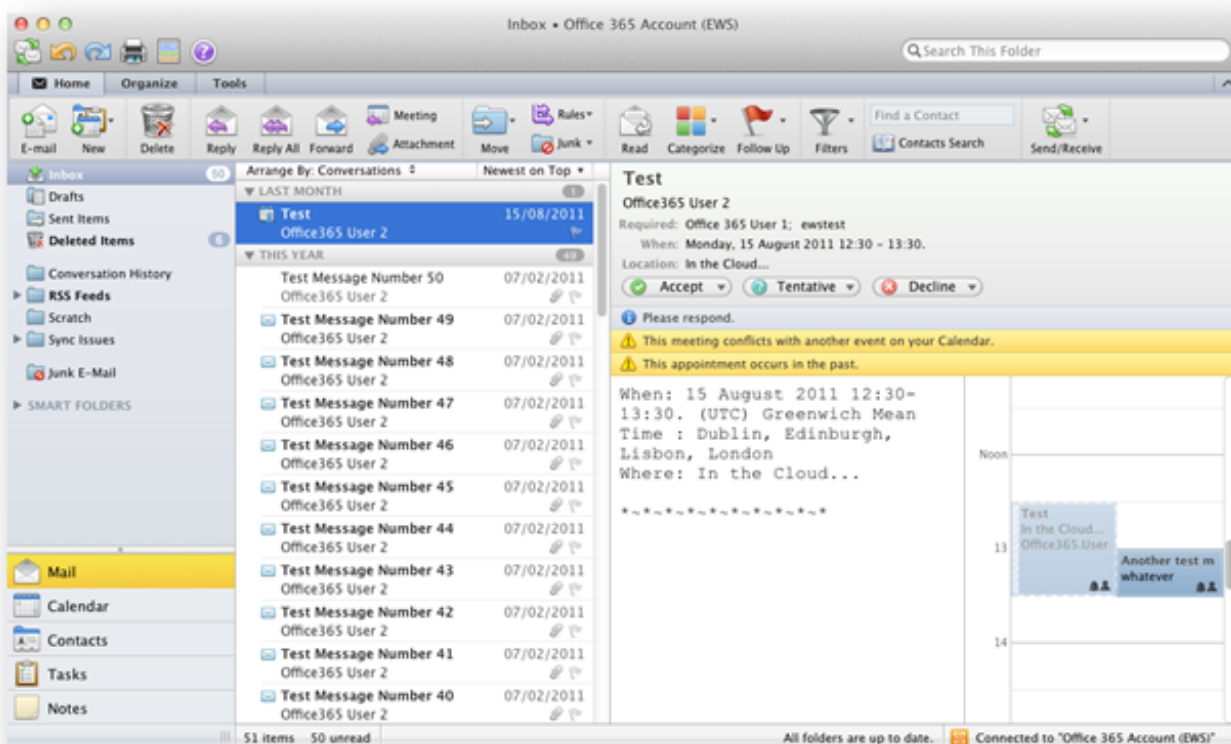 Inbox • Office 365 Account (EWS)
Search This Folder
Home Organize Tools
E-mail New Delete Reply Reply All Forward Meeting Attachment Move Rules Junk Read Categorize Follow Up Filters Find a Contact Contacts Search Send/Receive
Inbox 50
Drafts
Sent Items
Deleted Items 6
Conversation History
RSS Feeds
Scratch
Sync Issues
Junk E-Mail
SMART FOLDERS
Mail
Calendar
Contacts
Tasks
Notes
Arrange By: Conversations Newest on Top
LAST MONTH 1
Test 15/08/2011
Office365 User 2
THIS YEAR 49
Test Message Number 50 07/02/2011
Office365 User 2
Test Message Number 49 07/02/2011
Office365 User 2
Test Message Number 48 07/02/2011
Office365 User 2
Test Message Number 47 07/02/2011
Office365 User 2
Test Message Number 46 07/02/2011
Office365 User 2
Test Message Number 45 07/02/2011
Office365 User 2
Test Message Number 44 07/02/2011
Office365 User 2
Test Message Number 43 07/02/2011
Office365 User 2
Test Message Number 42 07/02/2011
Office365 User 2
Test Message Number 41 07/02/2011
Office365 User 2
Test Message Number 40 07/02/2011
Office365 User 2
Test
Office365 User 2
Required: Office 365 User 1; ewstest
When: Monday, 15 August 2011 12:30 - 13:30.
Location: In the Cloud...
Accept Tentative Decline
Please respond.
This meeting conflicts with another event on your Calendar.
This appointment occurs in the past.
When: 15 August 2011 12:30-
13:30. (UTC) Greenwich Mean
Time : Dublin, Edinburgh,
Lisbon, London
Where: In the Cloud...
*~*~*~*~*~*~*~*~*~*
Noon
13
14
Test
In the Cloud...
Office365.User
Another test m
whatever
51 items 50 unread
All folders are up to date. Connected to "Office 365 Account (EWS)"